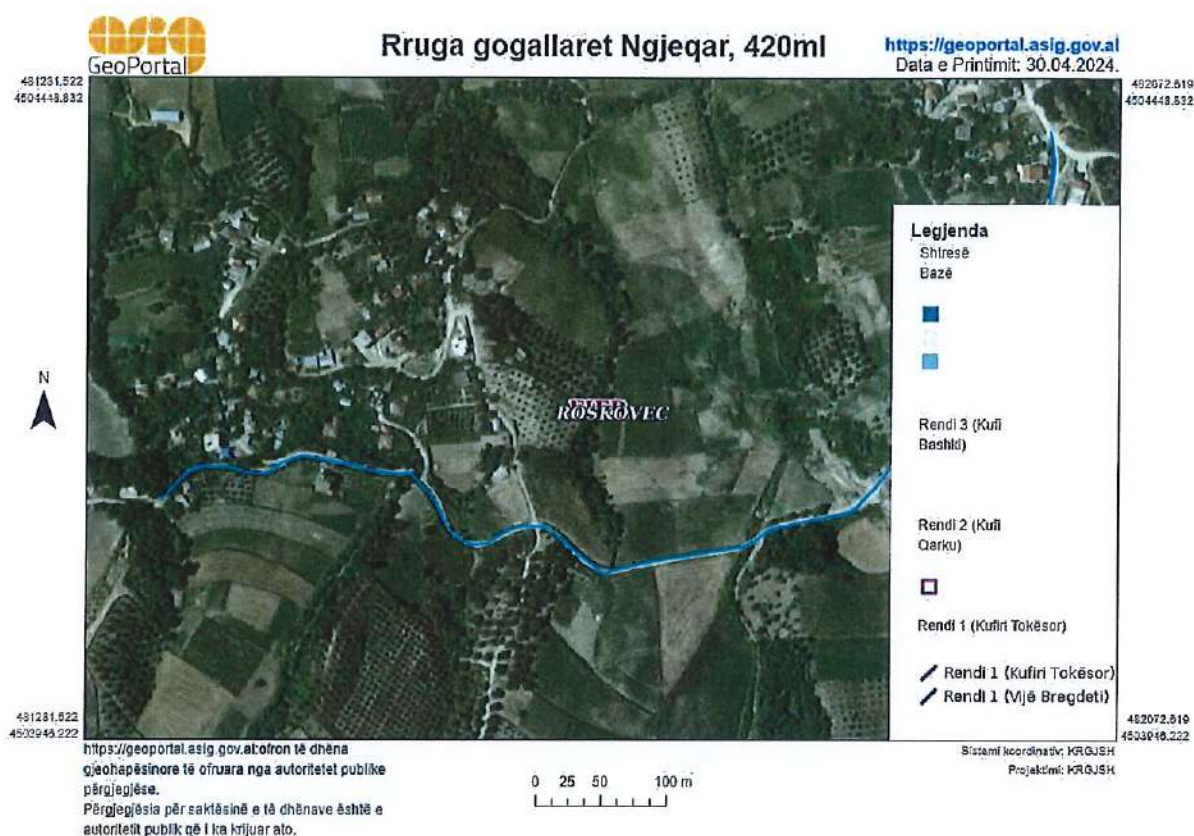 asig
GeoPortal
Rruga gogallaret Ngjeqar, 420ml
https://geoportal.asig.gov.al
Data e Printimit: 30.04.2024.
481231.522
4504448.832
482072.619
4504448.832
Legjenda
Shtresë
Bazë
N
ROSKOVEC
Rendi 3 (Kufi
Bashki)
Rendi 2 (Kufi
Qarku)
Rendi 1 (Kufiri Tokësor)
Rendi 1 (Kufiri Tokësor)
Rendi 1 (Vijë Bregdeti)
481231.522
4503946.222
482072.619
4503946.222
https://geoportal.asig.gov.al:ofron të dhëna
gjeohapësinore të ofruara nga autoritetet publike
përgjegjëse.
Përgjegjësia për saktësinë e të dhënave është e
autoritetit publik që i ka krijuar ato.
0 25 50 100 m
Sistemi koordinativ: KRGJSH
Projektimi: KRGJSH